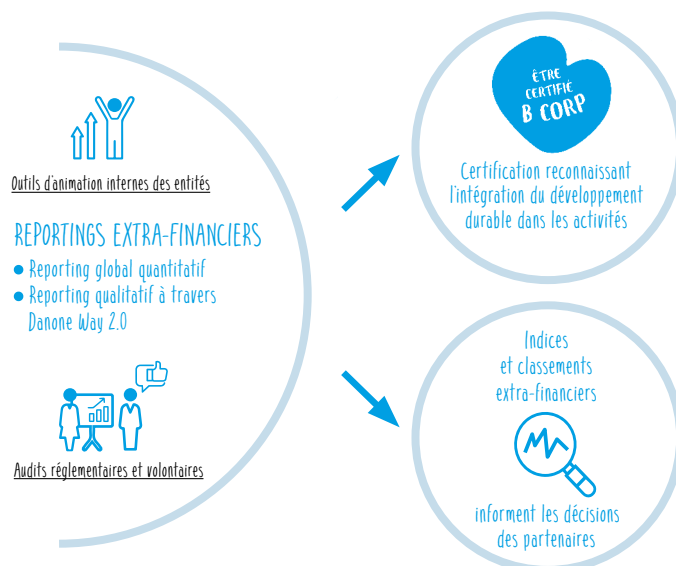 Outils d'animation internes des entités
REPORTINGS EXTRA-FINANCIERS
● Reporting global quantitatif
● Reporting qualitatif à travers
Danone Way 2.0
Audits réglementaires et volontaires
ÊTRE
CERTIFIÉ
B CORP
Certification reconnaissant
l'intégration du développement
durable dans les activités
Indices
et classements
extra-financiers
informent les décisions
des partenaires